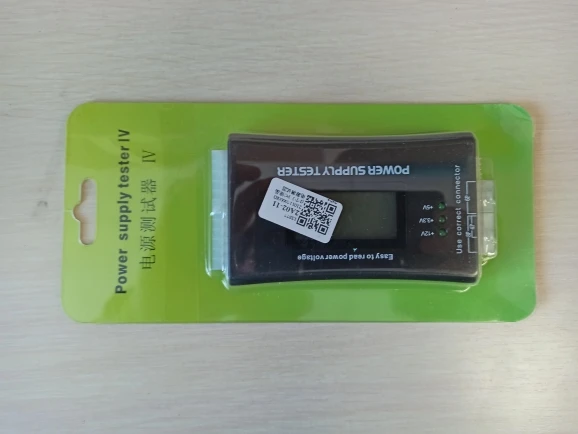 Power supply tester IV
电源测试器 IV
POWER SUPPLY TESTER
Easy to read power voltage
+5V
+3.3V
+12V
Use correct connector